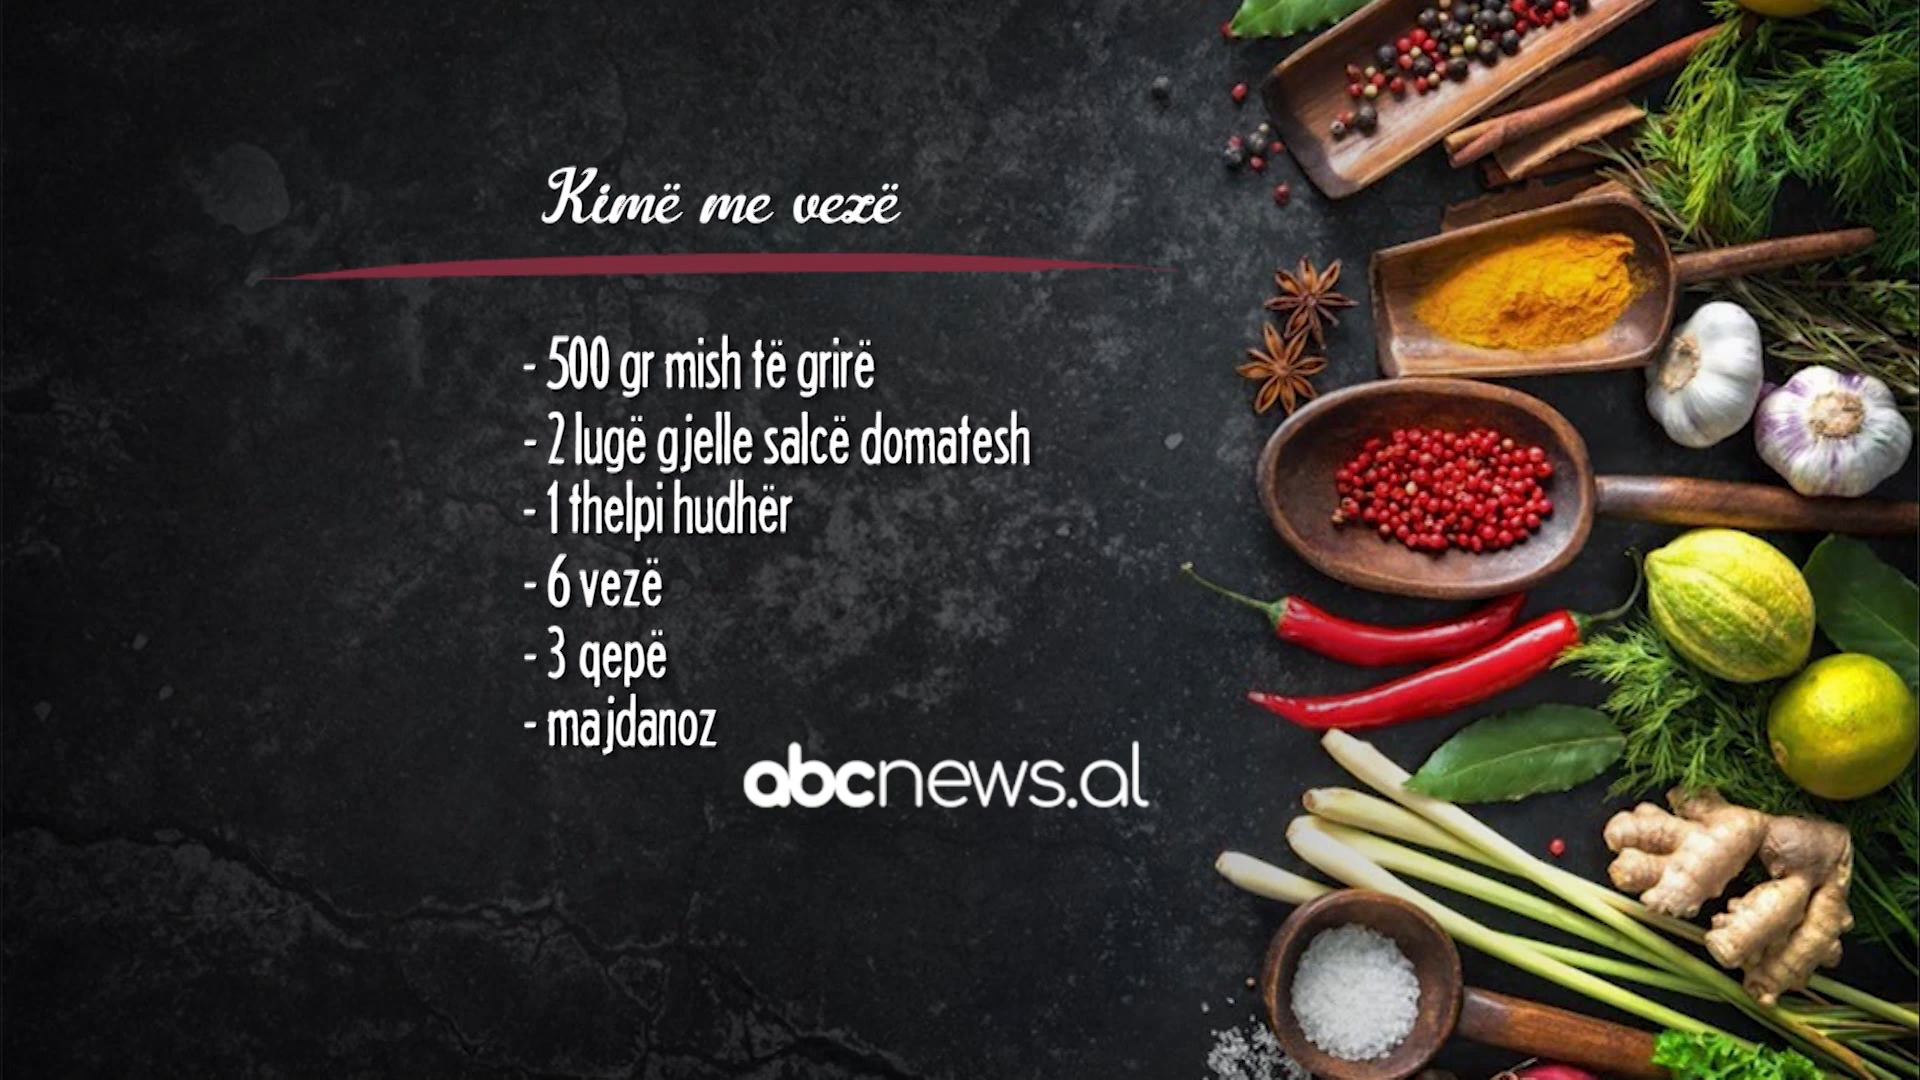 Kimë me vezë
- 500 gr mish të grirë
- 2 lugë gjelle salcë domatesh
- 1 thelpi hudhër
- 6 vezë
- 3 qepë
- majdanoz
abcnews.al